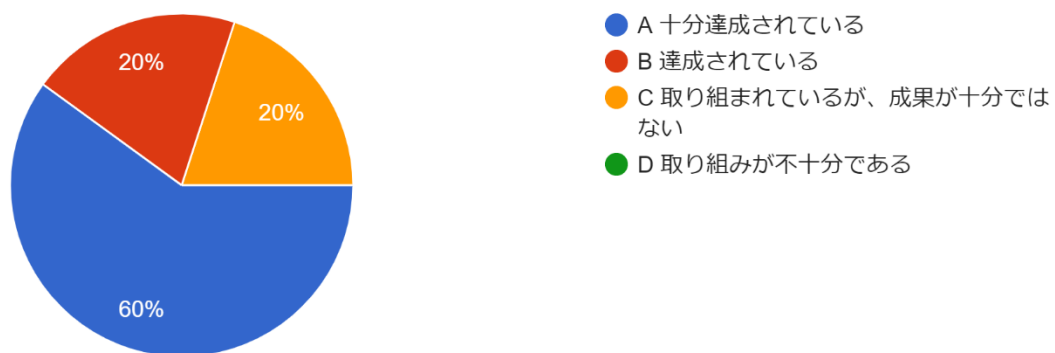 20%
20%
60%
A 十分達成されている
B 達成されている
C 取り組まれているが、成果が十分では
ない
D 取り組みが不十分である